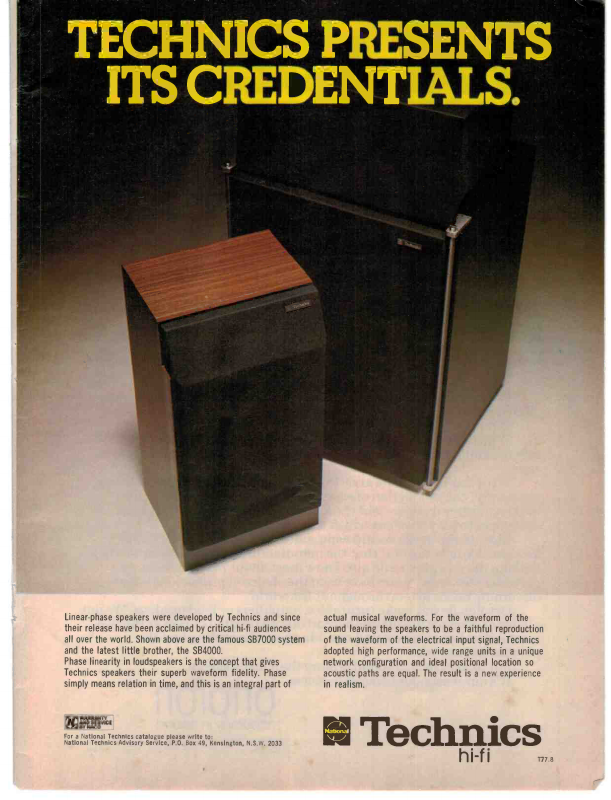 TECHNICS PRESENTS
ITS CREDENTIALS.
Linear-phase speakers were developed by Technics and since
their release have been acclaimed by critical hi-fi audiences
all over the world. Shown above are the famous SB7000 system
and the latest little brother, the SB4000.
Phase linearity in loudspeakers is the concept that gives
Technics speakers their superb waveform fidelity. Phase
simply means relation in time, and this is an integral part of
actual musical waveforms. For the waveform of the
sound leaving the speakers to be a faithful reproduction
of the waveform of the electrical input signal, Technics
adopted high performance, wide range units in a unique
network configuration and ideal positional location so
acoustic paths are equal. The result is a new experience
in realism.
WARRANTY
AND SERVICE
BY NACO
For a National Technics catalogue please write to:
National Technics Advisory Service, P.O. Box 49, Kensington, N.S.W. 2033
National
Technics
hi-fi
T77.8